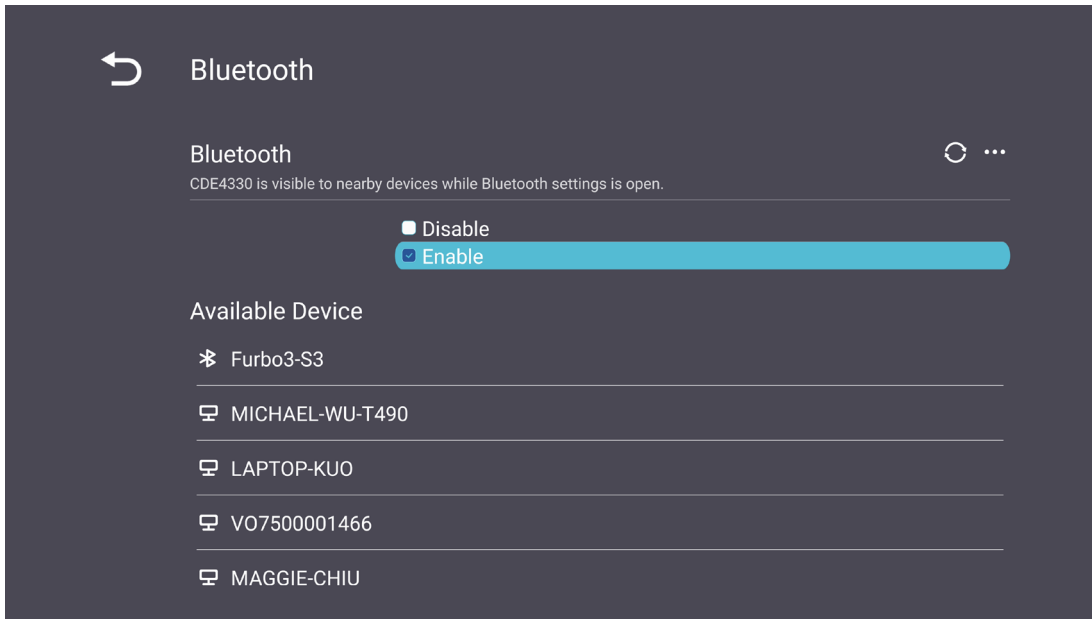 Bluetooth
Bluetooth
CDE4330 is visible to nearby devices while Bluetooth settings is open.
Disable
Enable
Available Device
Furbo3-S3
MICHAEL-WU-T490
LAPTOP-KUO
VO7500001466
MAGGIE-CHIU